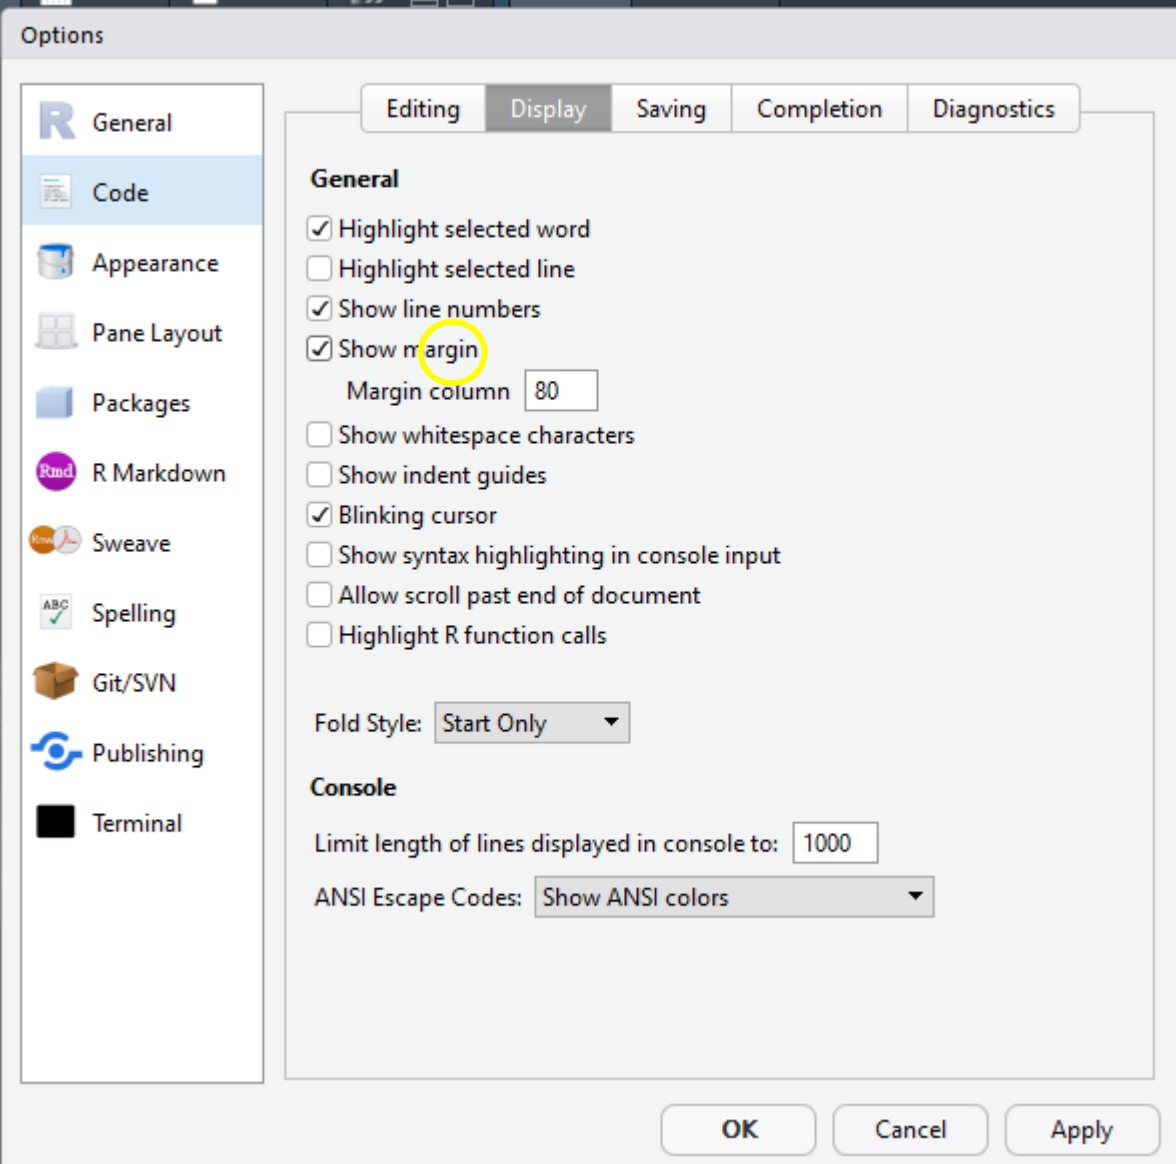 Options
General
Code
Appearance
Pane Layout
Packages
Rmd R Markdown
Rnw Sweave
ABC Spelling
Git/SVN
Publishing
Terminal
Editing Display Saving Completion Diagnostics
General
Highlight selected word
Highlight selected line
Show line numbers
Show margin
Margin column 80
Show whitespace characters
Show indent guides
Blinking cursor
Show syntax highlighting in console input
Allow scroll past end of document
Highlight R function calls
Fold Style: Start Only
Console
Limit length of lines displayed in console to: 1000
ANSI Escape Codes: Show ANSI colors
OK Cancel Apply